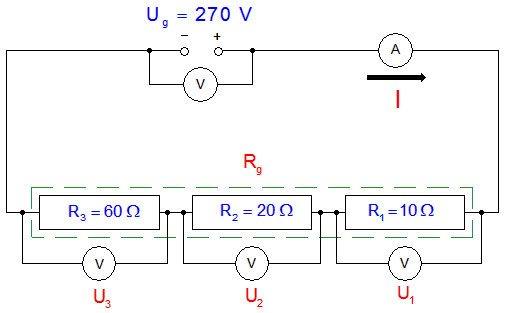 Ug = 270 V
− +
V
A
I
Rg
R3 = 60 Ω R2 = 20 Ω R1 = 10 Ω
V V V
U3 U2 U1